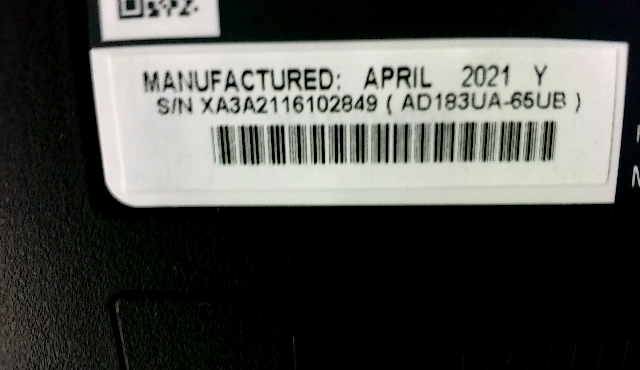 MANUFACTURED: APRIL 2021 Y
S/N XA3A2116102849 ( AD183UA-65UB )